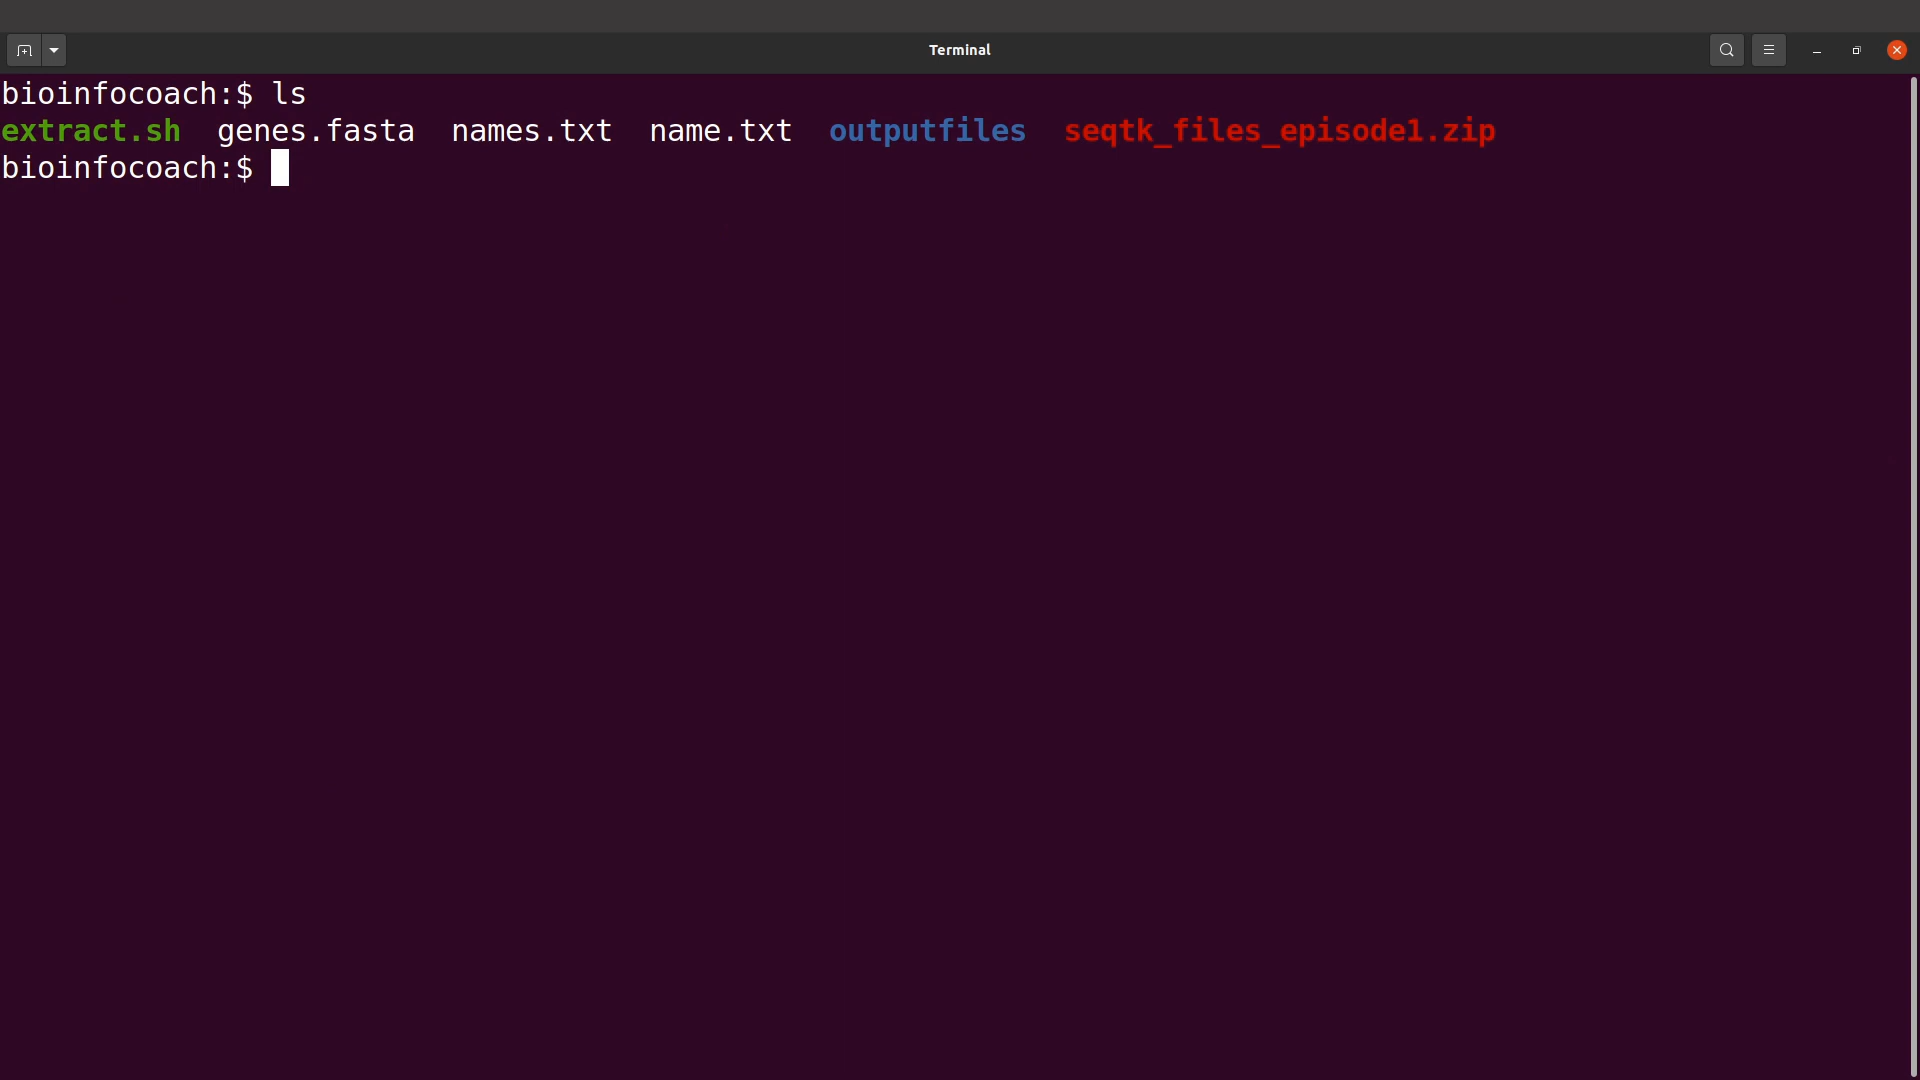 Terminal
bioinfocoach:$ ls
extract.sh  genes.fasta  names.txt  name.txt  outputfiles  seqtk_files_episode1.zip
bioinfocoach:$